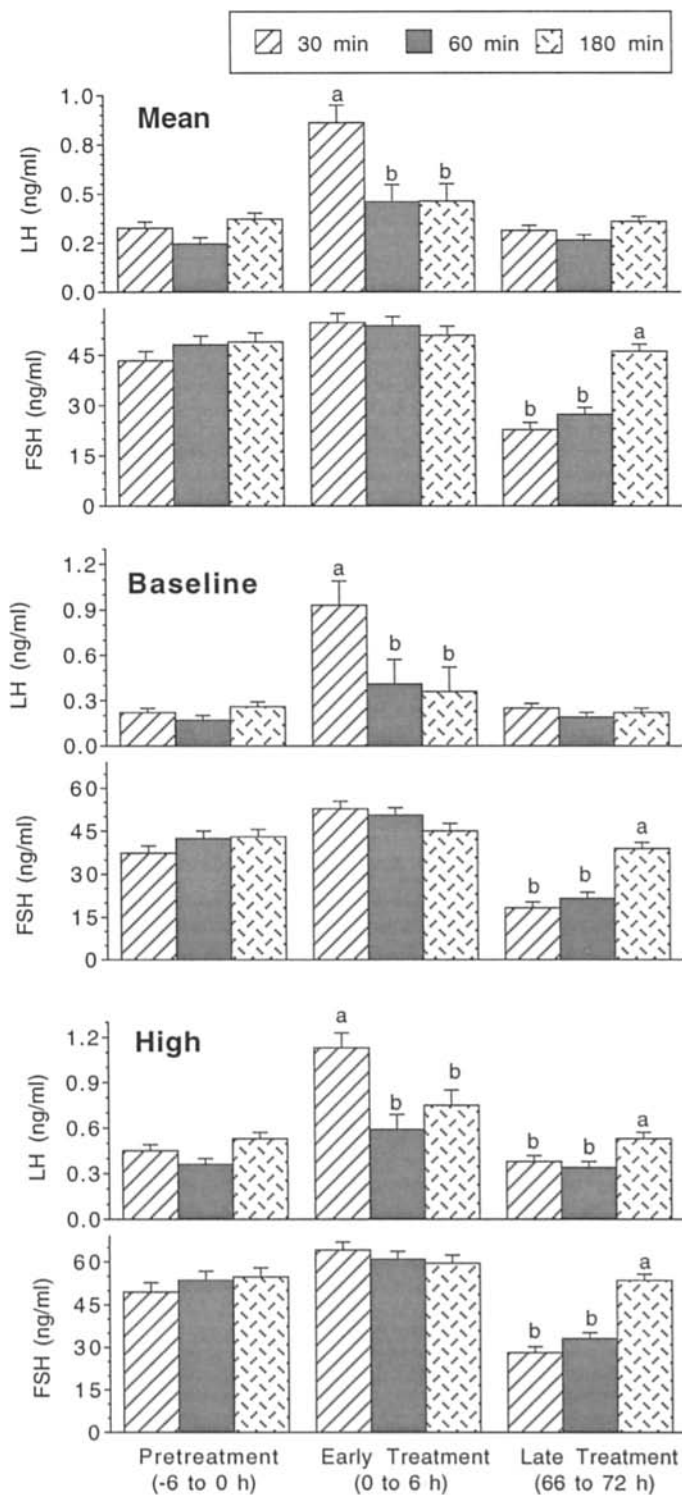 30 min 60 min 180 min
Mean
LH (ng/ml)
1.0
0.8
0.5
0.2
0.0
a
b
b
FSH (ng/ml)
45
30
15
0
b
b
a
Baseline
LH (ng/ml)
1.2
0.9
0.6
0.3
0.0
a
b
b
FSH (ng/ml)
60
45
30
15
0
b
b
a
High
LH (ng/ml)
1.2
0.9
0.6
0.3
0.0
a
b
b
b
b
a
FSH (ng/ml)
60
45
30
15
0
b
b
a
Pretreatment Early Treatment Late Treatment
(-6 to 0 h) (0 to 6 h) (66 to 72 h)